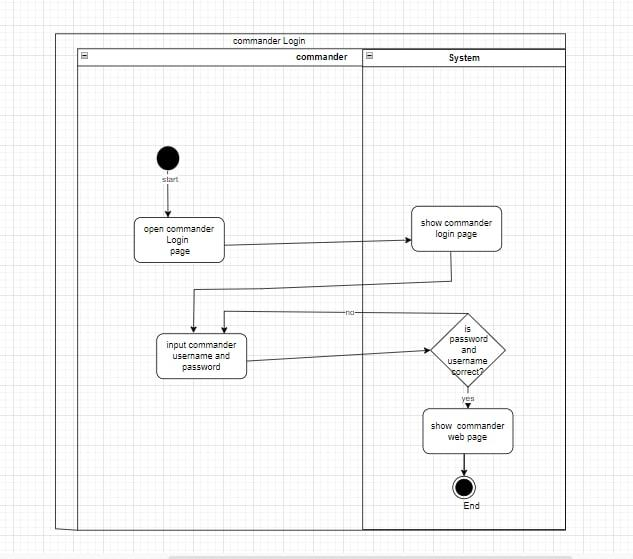 commander Login
commander
System
start
open commander
Login
page
show commander
login page
no
input commander
username and
password
is
password
and
username
correct?
yes
show commander
web page
End